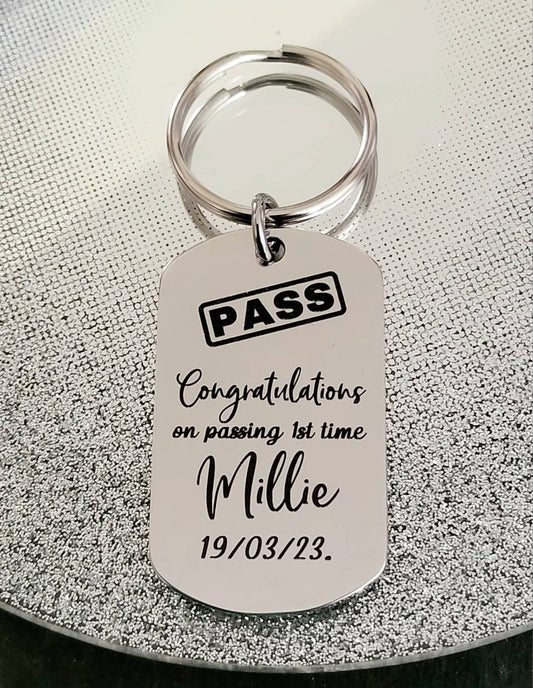 PASS
Congratulations
on passing 1st time
Millie
19/03/23.